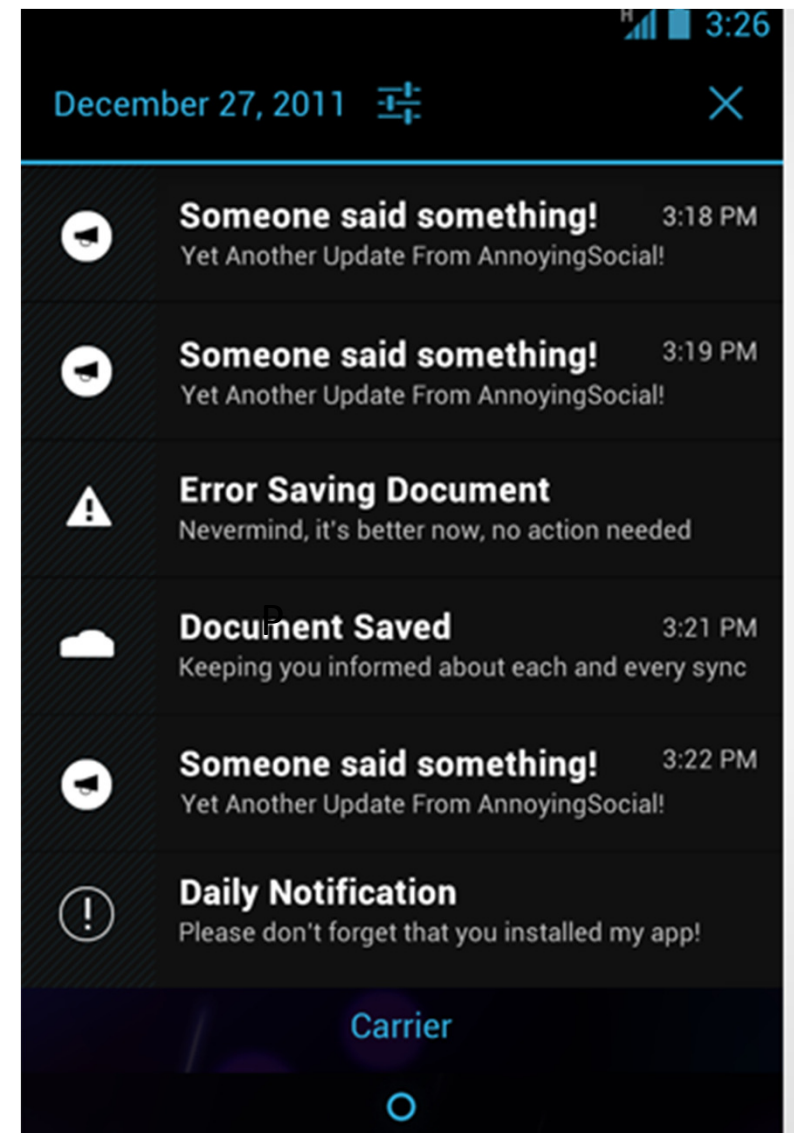 H 3:26
December 27, 2011
Someone said something! 3:18 PM
Yet Another Update From AnnoyingSocial!
Someone said something! 3:19 PM
Yet Another Update From AnnoyingSocial!
Error Saving Document
Nevermind, it's better now, no action needed
P
Document Saved 3:21 PM
Keeping you informed about each and every sync
Someone said something! 3:22 PM
Yet Another Update From AnnoyingSocial!
Daily Notification
Please don't forget that you installed my app!
Carrier